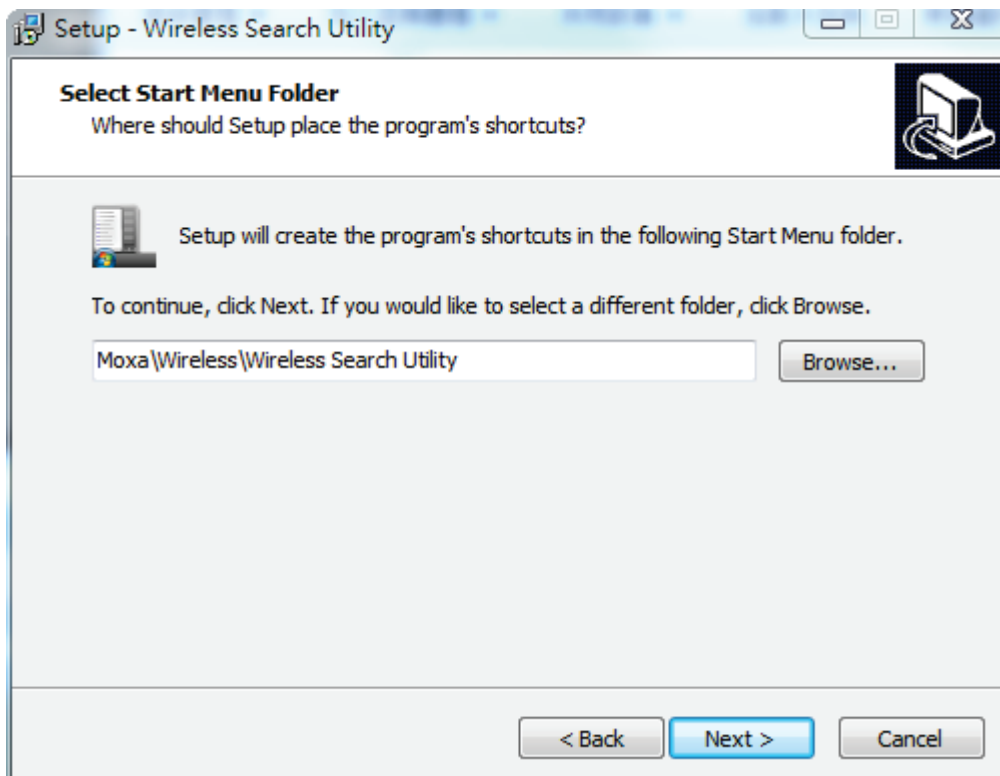 Setup - Wireless Search Utility
Select Start Menu Folder
Where should Setup place the program's shortcuts?
Setup will create the program's shortcuts in the following Start Menu folder.
To continue, click Next. If you would like to select a different folder, click Browse.
Moxa\Wireless\Wireless Search Utility
Browse...
< Back
Next >
Cancel